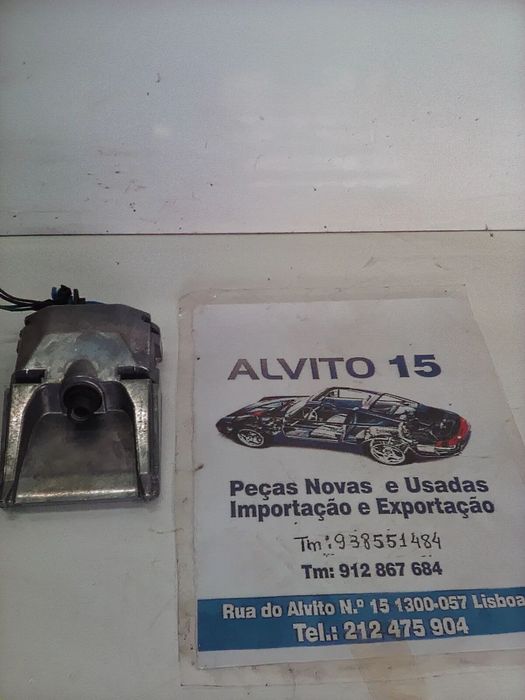 ALVITO 15
Peças Novas e Usadas
Importação e Exportação
Tm: 938551484
Tm: 912 867 684
Rua do Alvito N.º 15 1300-057 Lisboa
Tel.: 212 475 904